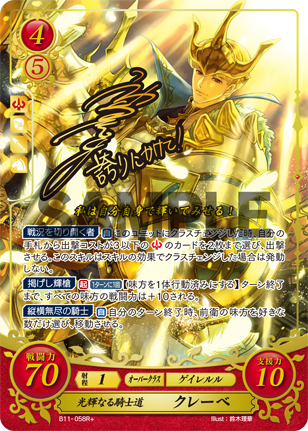 4
5
誇りにかけて!
SAMPLE
私は自分自身で輝いてみせる！
戦況を切り開く者 自 このユニットにクラスチェンジした時、自分の
手札から出撃コストが3以下の のカードを2枚まで選び、出撃
させる。このスキルはスキルの効果でクラスチェンジした場合は発動
しない。
掲げし輝槍 起 1ターンに1回 【味方を1体行動済みにする】ターン終了
まで、すべての味方の戦闘力は+10される。
縦横無尽の騎士 自 自分のターン終了時、前衛の味方を好きな
数だけ選び、移動させる。
戦闘力
70
射程 1 オーバークラス ゲイレルル
光輝なる騎士道 クレーベ
支援力
10
B11-058R+
Illust：鈴木理華